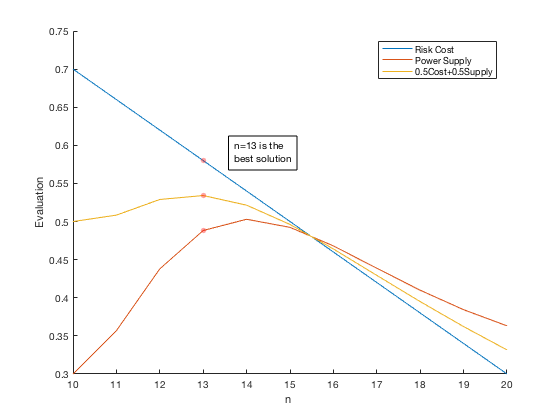 0.75
0.7
0.65
0.6
0.55
0.5
0.45
0.4
0.35
0.3
Evaluation
Risk Cost
Power Supply
0.5Cost+0.5Supply
n=13 is the
best solution
10 11 12 13 14 15 16 17 18 19 20
n